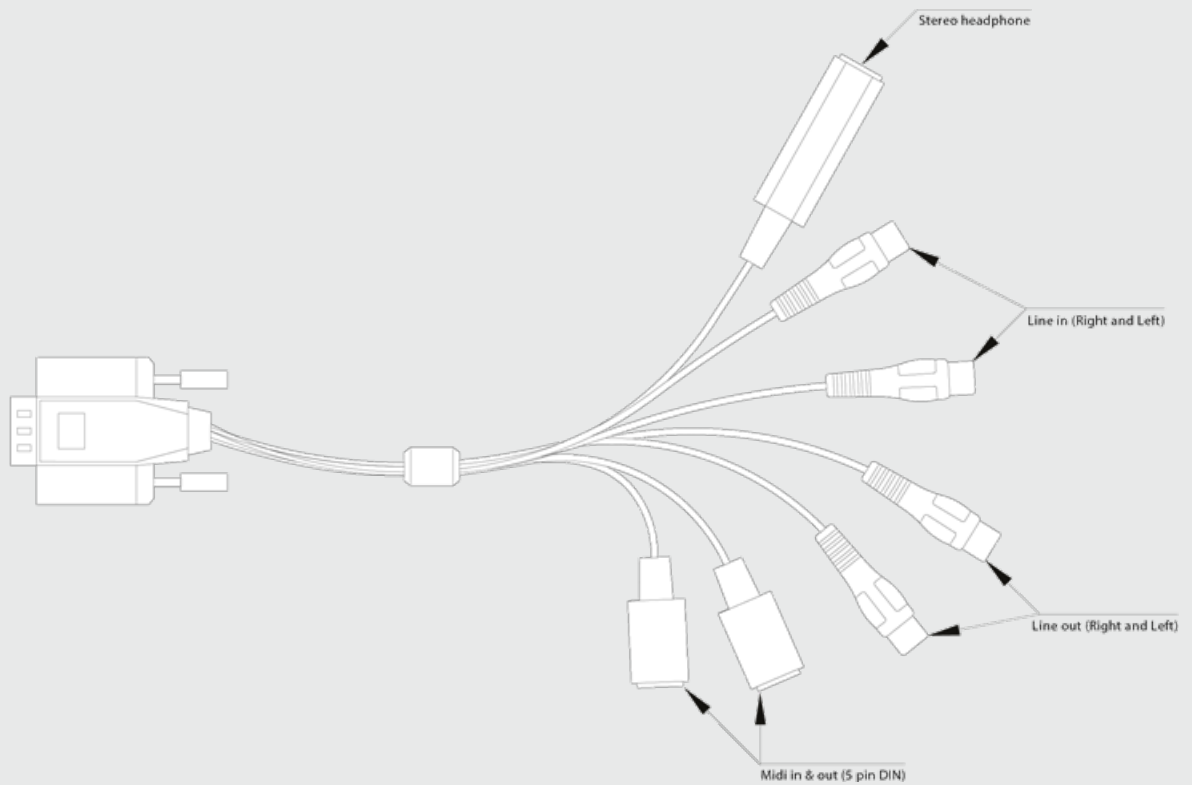 Stereo headphone
Line in (Right and Left)
Line out (Right and Left)
Midi in & out (5 pin DIN)